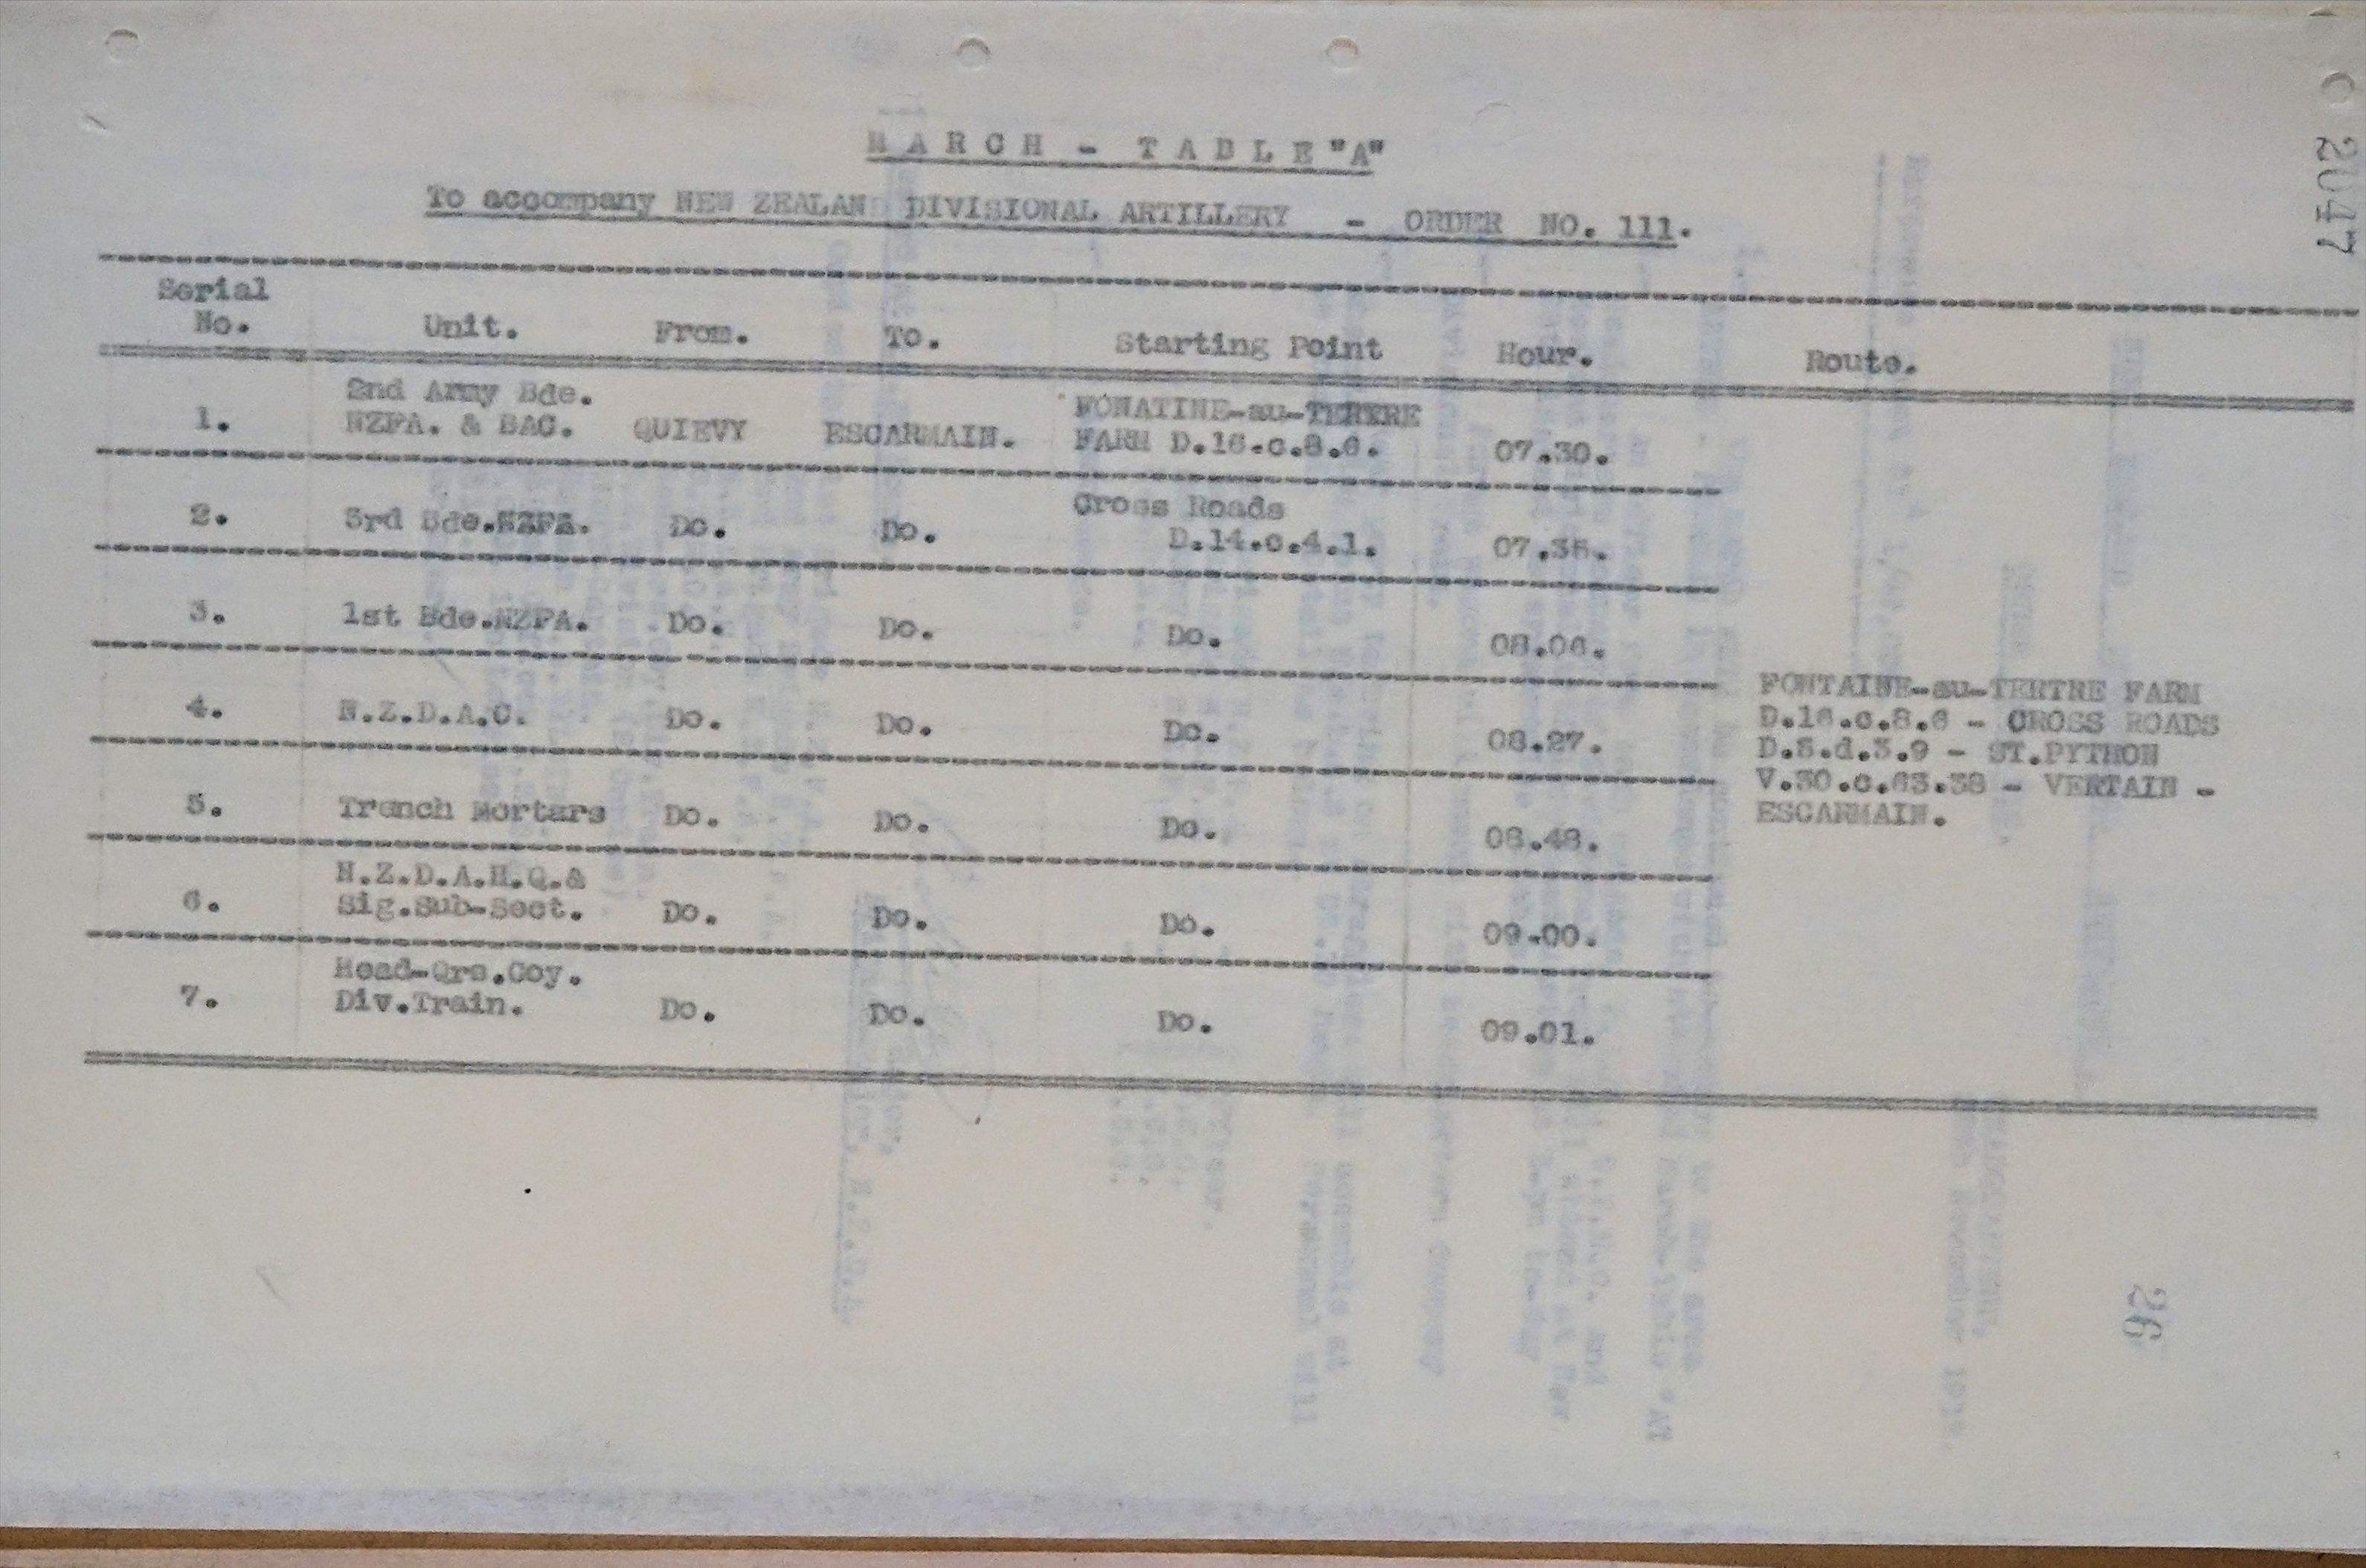 M A R C H - T A B L E "A"
To accompany NEW ZEALAND DIVISIONAL ARTILLERY - ORDER NO. 111.
Serial No. Unit. From. To. Starting Point Hour. Route.
2nd Army Bde. FONATINE-au-TERTRE
1. NZFA. & BAC. QUIEVY ESCARMAIN. FARM D.16.c.8.6. 07.30.
Cross Roads
2. 3rd Bde.NZFA. Do. Do. D.14.c.4.1. 07.35.
3. 1st Bde.NZFA. Do. Do. Do. 08.06.
4. N.Z.D.A.C. Do. Do. Do. 08.27.
5. Trench Mortars Do. Do. Do. 08.48.
N.Z.D.A.H.Q.&
6. Sig.Sub-Sect. Do. Do. Do. 09.00.
Head-Qrs.Coy.
7. Div.Train. Do. Do. Do. 09.01.
FONTAINE-au-TERTRE FARM
D.16.c.8.6 - CROSS ROADS
D.5.d.3.9 - ST.PYTHON
V.30.c.63.38 - VERTAIN -
ESCARMAIN.
2047
26